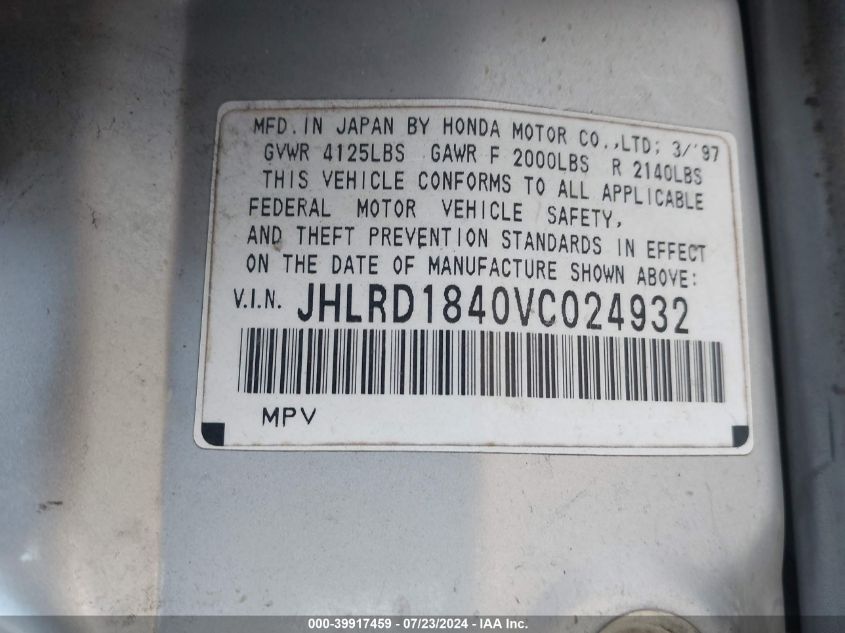 MFD. IN JAPAN BY HONDA MOTOR CO.,LTD; 3/'97
GVWR 4125LBS GAWR F 2000LBS R 2140LBS
THIS VEHICLE CONFORMS TO ALL APPLICABLE
FEDERAL MOTOR VEHICLE SAFETY,
AND THEFT PREVENTION STANDARDS IN EFFECT
ON THE DATE OF MANUFACTURE SHOWN ABOVE:
V.I.N. JHLRD1840VC024932
MPV
000-39917459 - 07/23/2024 - IAA Inc.